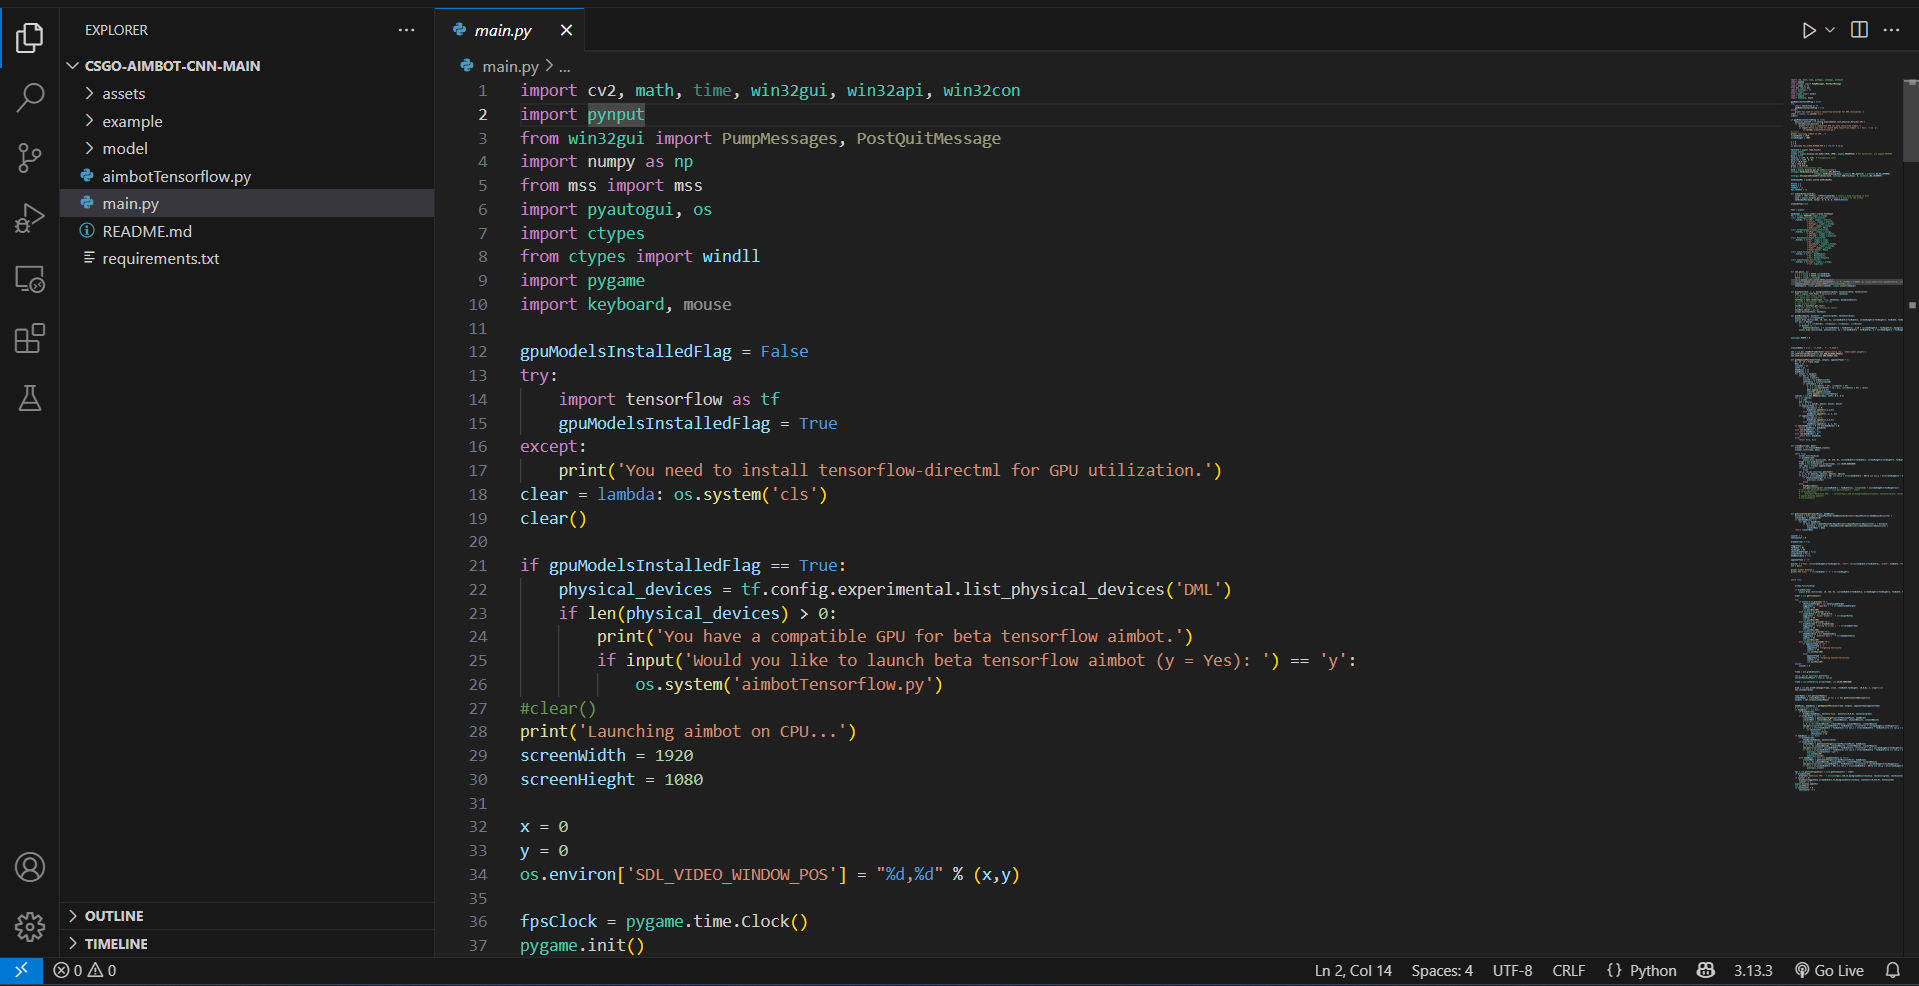 EXPLORER
CSGO-AIMBOT-CNN-MAIN
assets
example
model
aimbotTensorflow.py
main.py
README.md
requirements.txt
OUTLINE
TIMELINE
main.py
main.py > ...
1 import cv2, math, time, win32gui, win32api, win32con
2 import pynput
3 from win32gui import PumpMessages, PostQuitMessage
4 import numpy as np
5 from mss import mss
6 import pyautogui, os
7 import ctypes
8 from ctypes import windll
9 import pygame
10 import keyboard, mouse
11
12 gpuModelsInstalledFlag = False
13 try:
14     import tensorflow as tf
15     gpuModelsInstalledFlag = True
16 except:
17     print('You need to install tensorflow-directml for GPU utilization.')
18 clear = lambda: os.system('cls')
19 clear()
20
21 if gpuModelsInstalledFlag == True:
22     physical_devices = tf.config.experimental.list_physical_devices('DML')
23     if len(physical_devices) > 0:
24         print('You have a compatible GPU for beta tensorflow aimbot.')
25         if input('Would you like to launch beta tensorflow aimbot (y = Yes): ') == 'y':
26             os.system('aimbotTensorflow.py')
27 #clear()
28 print('Launching aimbot on CPU...')
29 screenWidth = 1920
30 screenHieght = 1080
31
32 x = 0
33 y = 0
34 os.environ['SDL_VIDEO_WINDOW_POS'] = "%d,%d" % (x,y)
35
36 fpsClock = pygame.time.Clock()
37 pygame.init()
0 0
Ln 2, Col 14 Spaces: 4 UTF-8 CRLF {} Python 3.13.3 Go Live